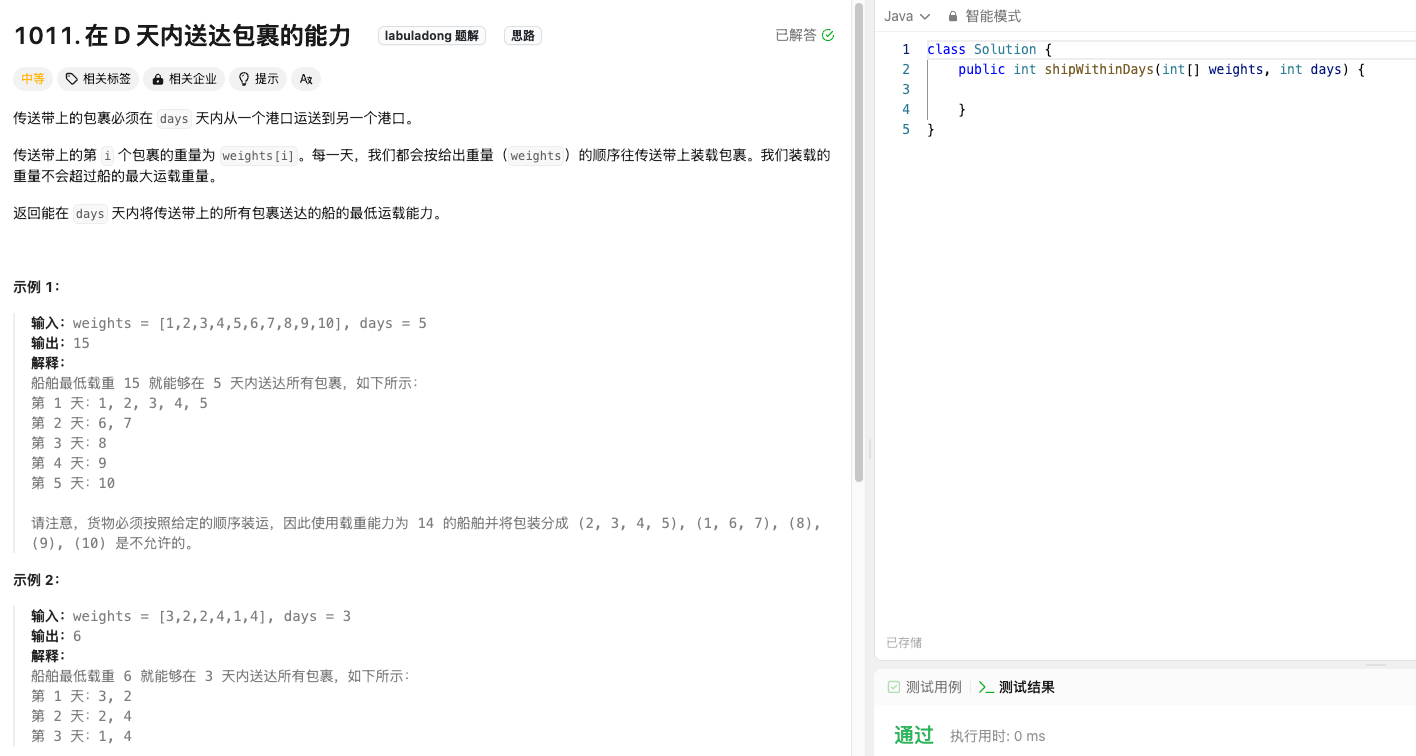 1011. 在 D 天内送达包裹的能力
labuladong 题解
思路
已解答
中等
相关标签
相关企业
提示
传送带上的包裹必须在 days 天内从一个港口运送到另一个港口。
传送带上的第 i 个包裹的重量为 weights[i]。每一天，我们都会按给出重量（weights）的顺序往传送带上装载包裹。我们装载的
重量不会超过船的最大运载重量。
返回能在 days 天内将传送带上的所有包裹送达的船的最低运载能力。
示例 1：
输入：weights = [1,2,3,4,5,6,7,8,9,10], days = 5
输出：15
解释：
船舶最低载重 15 就能够在 5 天内送达所有包裹，如下所示：
第 1 天：1, 2, 3, 4, 5
第 2 天：6, 7
第 3 天：8
第 4 天：9
第 5 天：10
请注意，货物必须按照给定的顺序装运，因此使用载重能力为 14 的船舶并将包装分成 (2, 3, 4, 5), (1, 6, 7), (8),
(9), (10) 是不允许的。
示例 2：
输入：weights = [3,2,2,4,1,4], days = 3
输出：6
解释：
船舶最低载重 6 就能够在 3 天内送达所有包裹，如下所示：
第 1 天：3, 2
第 2 天：2, 4
第 3 天：1, 4
Java
智能模式
1 class Solution {
2     public int shipWithinDays(int[] weights, int days) {
3
4     }
5 }
已存储
测试用例
测试结果
通过
执行用时: 0 ms